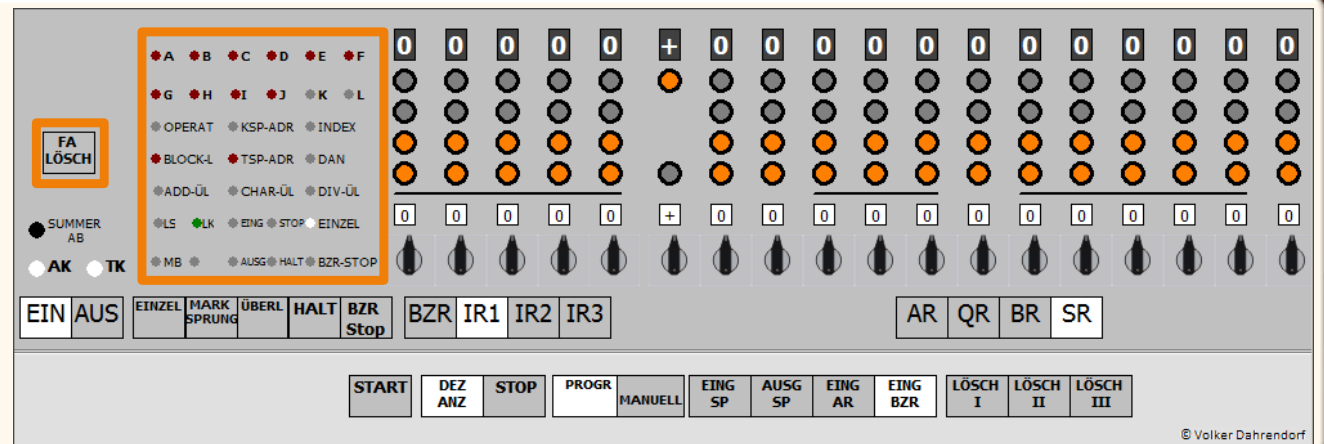 0 0 0 0 0 + 0 0 0 0 0 0 0 0 0 0 0 0
A B C D E F
G H I J K L
OPERAT KSP-ADR INDEX
FA
LÖSCH
BLOCK-L TSP-ADR DAN
ADD-ÜL CHAR-ÜL DIV-ÜL
0 0 0 0 0 + 0 0 0 0 0 0 0 0 0 0 0 0
SUMMER
AB
LS LK EING STOP EINZEL
AK TK
MB AUSG HALT BZR-STOP
EIN AUS
EINZEL
MARK
SPRUNG
ÜBERL
HALT
BZR
Stop
BZR IR1 IR2 IR3
AR QR BR SR
START
DEZ
ANZ
STOP
PROGR
MANUELL
EING
SP
AUSG
SP
EING
AR
EING
BZR
LÖSCH
I
LÖSCH
II
LÖSCH
III
© Volker Dahrendorf